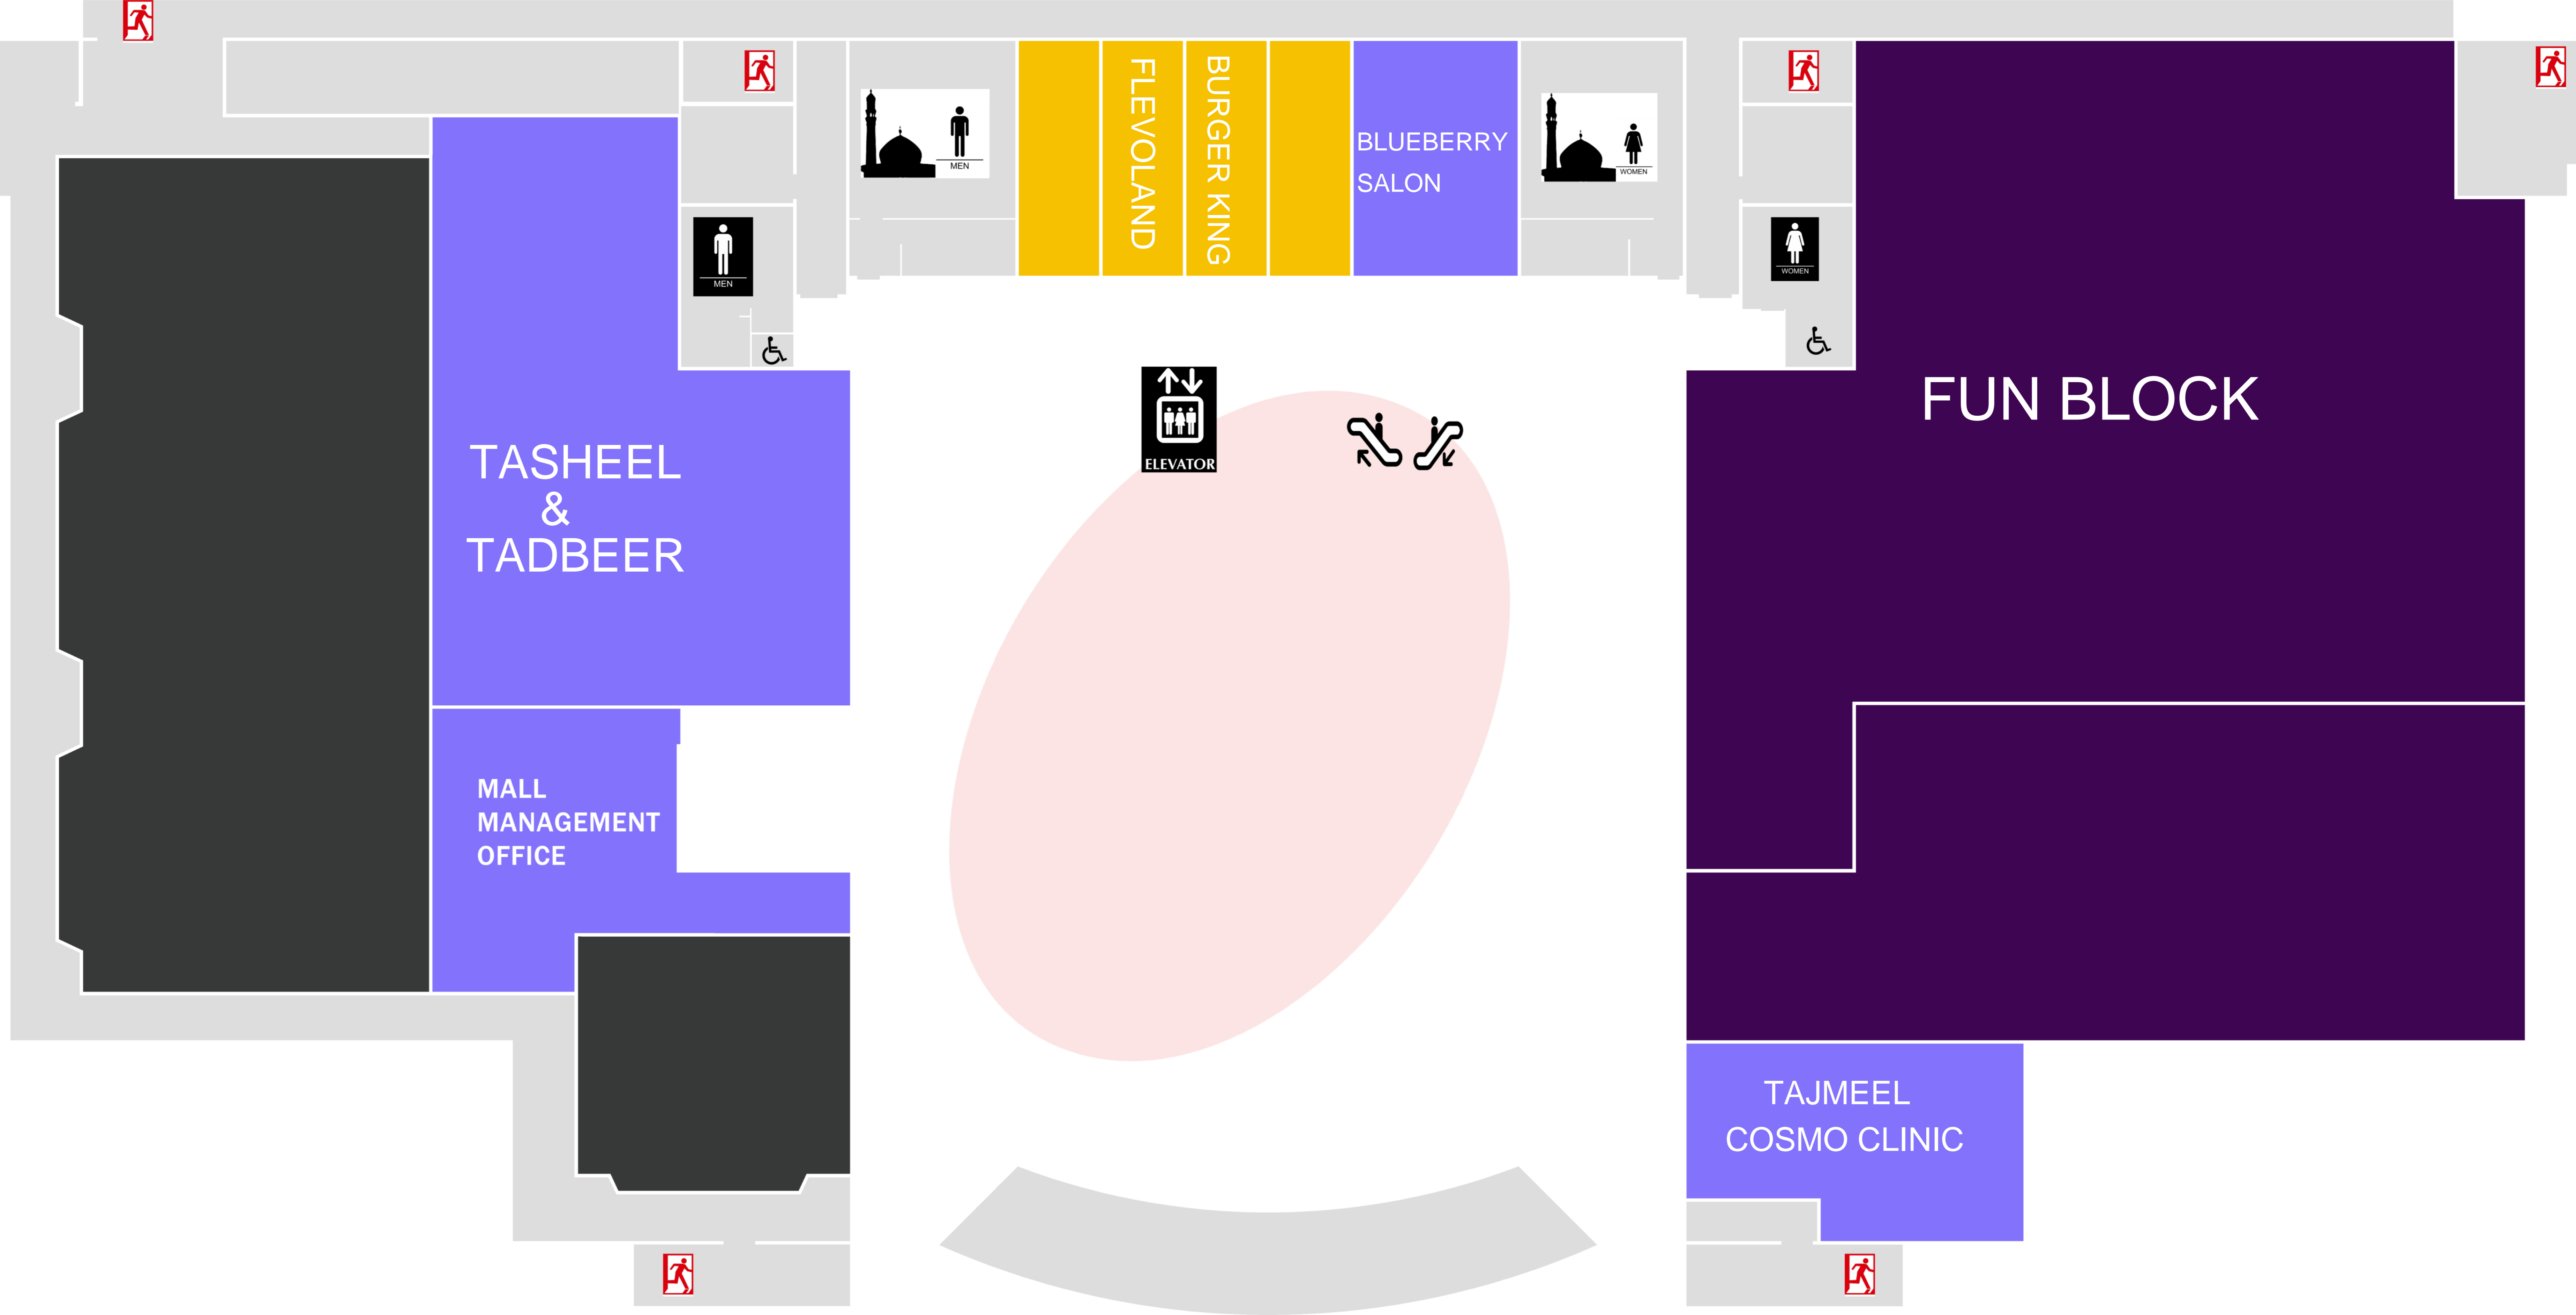 FLEVOLAND
BURGER KING
BLUEBERRY
SALON
MEN
WOMEN
MEN
WOMEN
ELEVATOR
FUN BLOCK
TASHEEL
&
TADBEER
MALL
MANAGEMENT
OFFICE
TAJMEEL
COSMO CLINIC